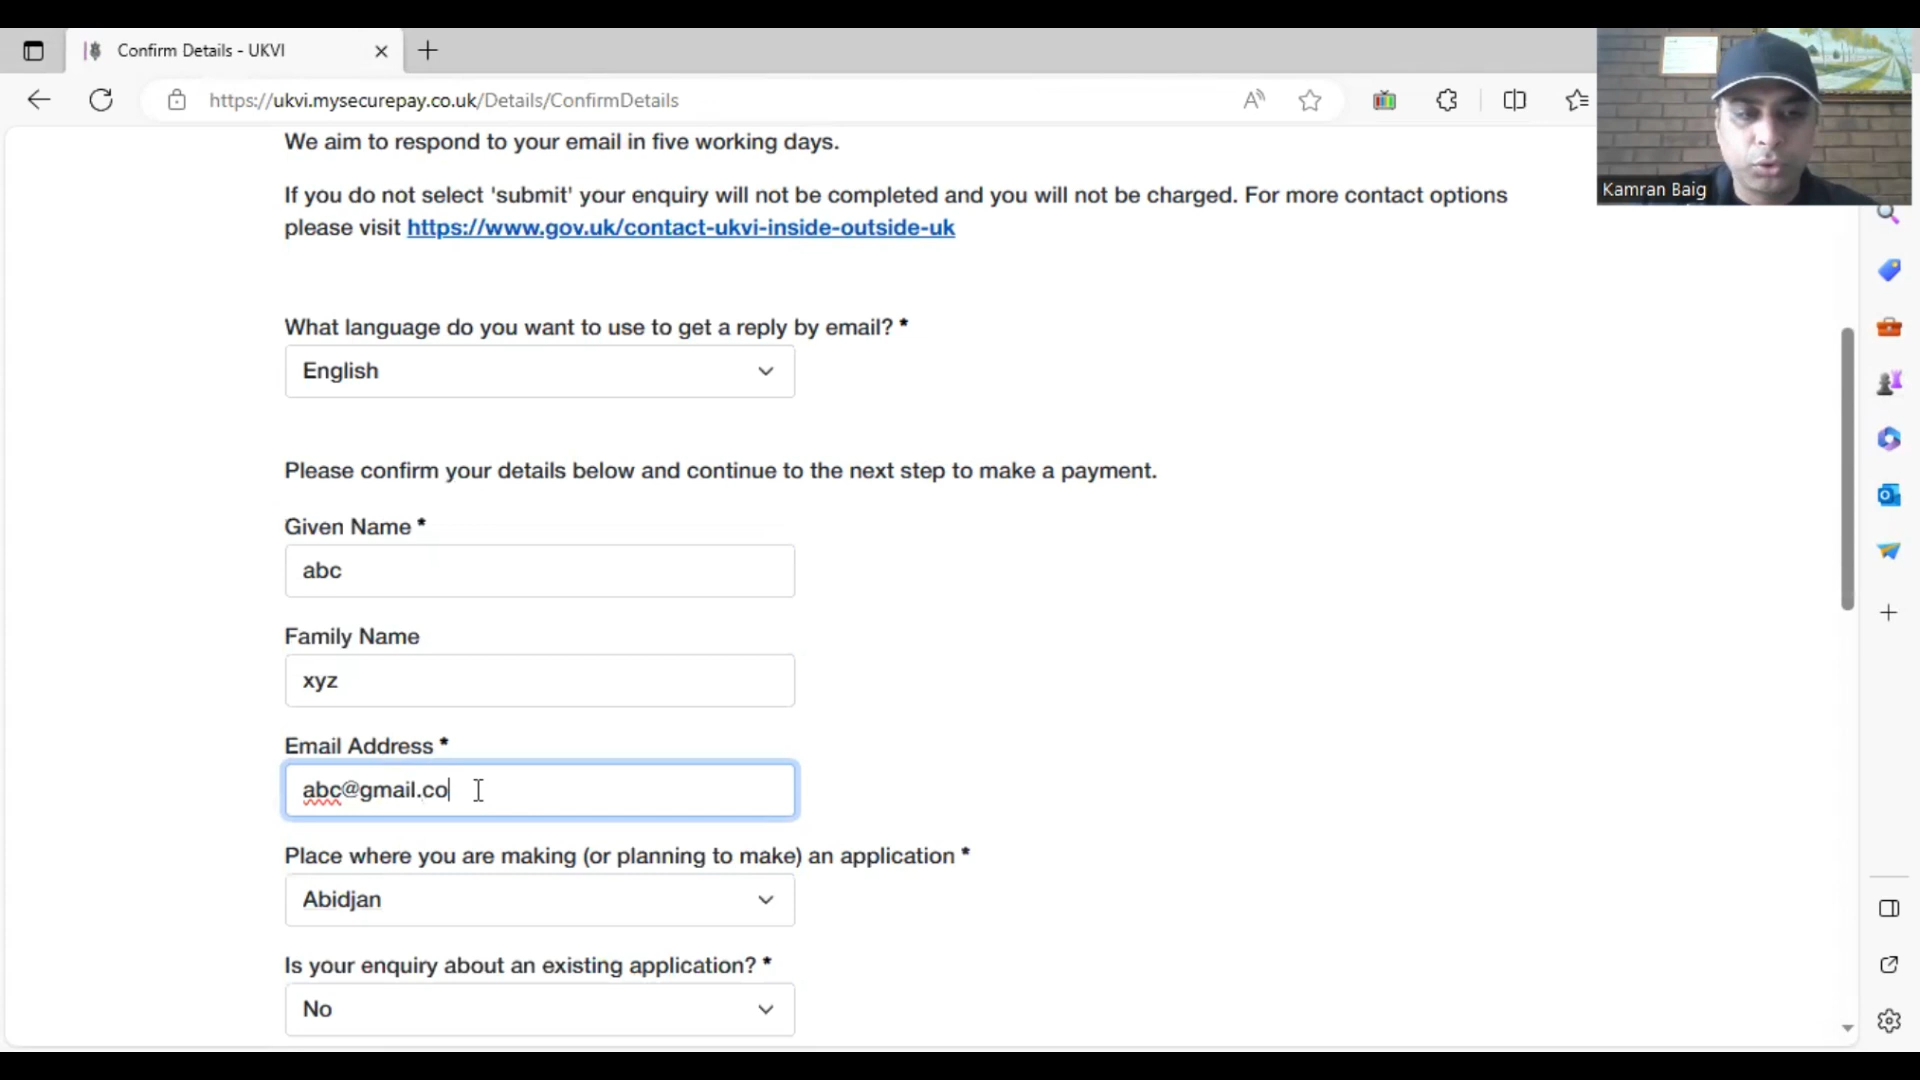 Confirm Details - UKVI
https://ukvi.mysecurepay.co.uk/Details/ConfirmDetails
Kamran Baig
We aim to respond to your email in five working days.
If you do not select 'submit' your enquiry will not be completed and you will not be charged. For more contact options
please visit https://www.gov.uk/contact-ukvi-inside-outside-uk
What language do you want to use to get a reply by email? *
English
Please confirm your details below and continue to the next step to make a payment.
Given Name *
abc
Family Name
xyz
Email Address *
abc@gmail.co
Place where you are making (or planning to make) an application *
Abidjan
Is your enquiry about an existing application? *
No